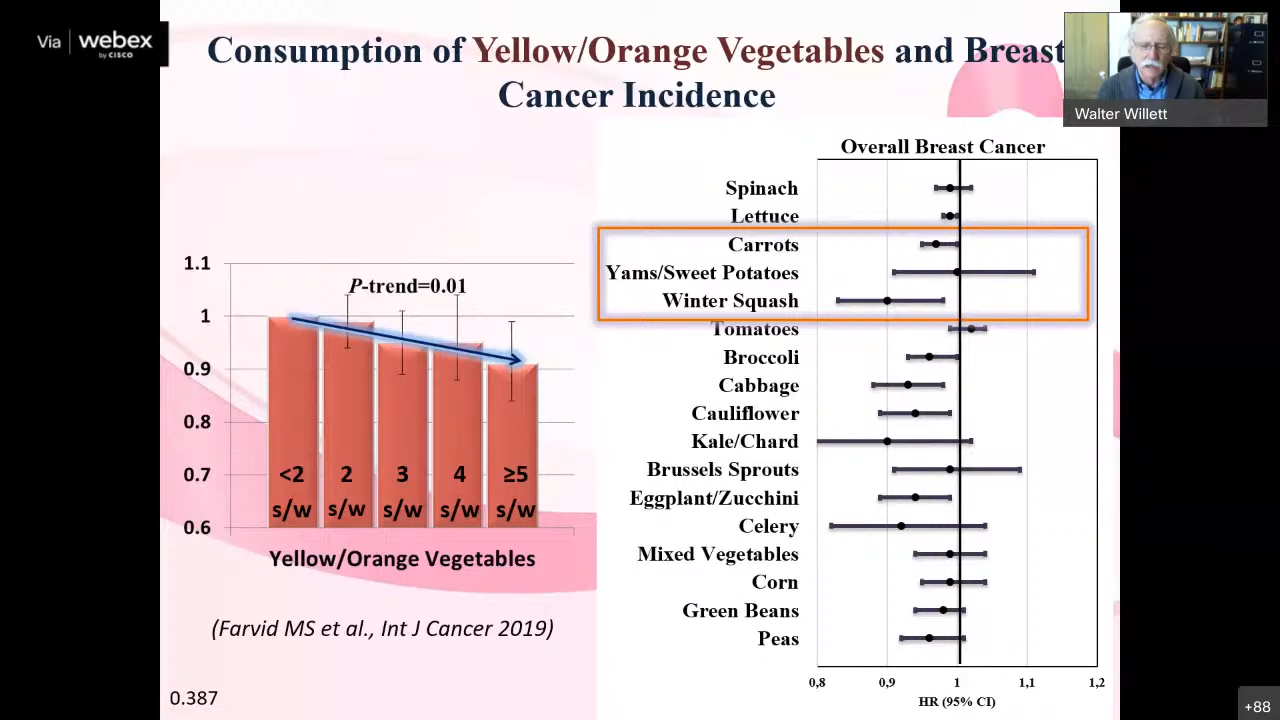 Via webex
by CISCO
Consumption of Yellow/Orange Vegetables and Breast
Cancer Incidence
Walter Willett
1.1
1
0.9
0.8
0.7
0.6
P-trend=0.01
<2 2 3 4 ≥5
s/w s/w s/w s/w s/w
Yellow/Orange Vegetables
(Farvid MS et al., Int J Cancer 2019)
0.387
Overall Breast Cancer
Spinach
Lettuce
Carrots
Yams/Sweet Potatoes
Winter Squash
Tomatoes
Broccoli
Cabbage
Cauliflower
Kale/Chard
Brussels Sprouts
Eggplant/Zucchini
Celery
Mixed Vegetables
Corn
Green Beans
Peas
0,8 0,9 1 1,1 1,2
HR (95% CI)
+88